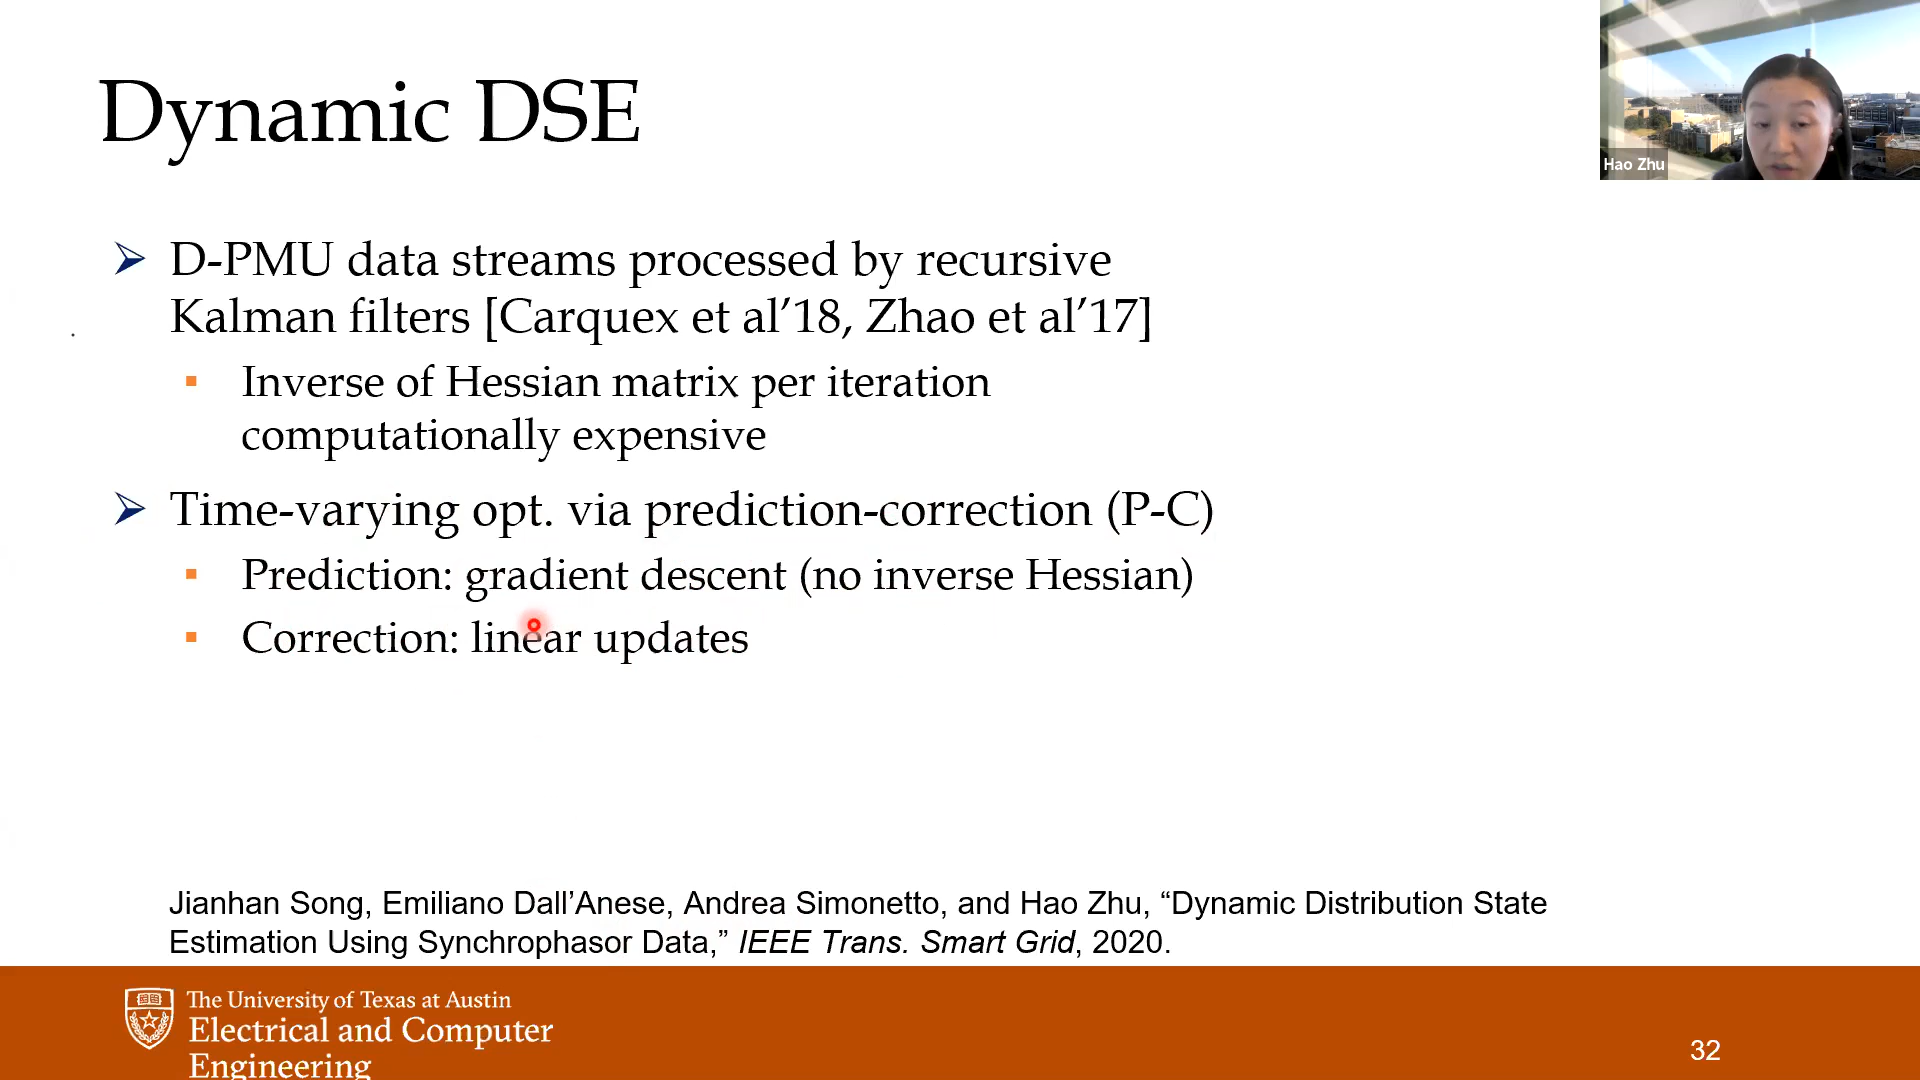 Dynamic DSE
Hao Zhu
➢ D-PMU data streams processed by recursive
Kalman filters [Carquex et al’18, Zhao et al’17]
▪ Inverse of Hessian matrix per iteration
computationally expensive
➢ Time-varying opt. via prediction-correction (P-C)
▪ Prediction: gradient descent (no inverse Hessian)
▪ Correction: linear updates
Jianhan Song, Emiliano Dall’Anese, Andrea Simonetto, and Hao Zhu, “Dynamic Distribution State
Estimation Using Synchrophasor Data,” IEEE Trans. Smart Grid, 2020.
The University of Texas at Austin
Electrical and Computer
Engineering
32